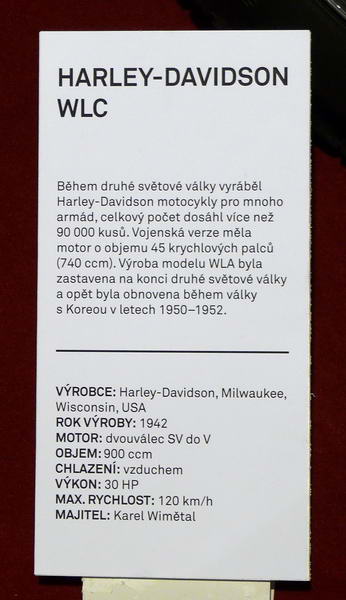 HARLEY-DAVIDSON
WLC
Během druhé světové války vyráběl
Harley-Davidson motocykly pro mnoho
armád, celkový počet dosáhl více než
90 000 kusů. Vojenská verze měla
motor o objemu 45 krychlových palců
(740 ccm). Výroba modelu WLA byla
zastavena na konci druhé světové války
a opět byla obnovena během války
s Koreou v letech 1950–1952.
VÝROBCE: Harley-Davidson, Milwaukee,
Wisconsin, USA
ROK VÝROBY: 1942
MOTOR: dvouválec SV do V
OBJEM: 900 ccm
CHLAZENÍ: vzduchem
VÝKON: 30 HP
MAX. RYCHLOST: 120 km/h
MAJITEL: Karel Wimětal